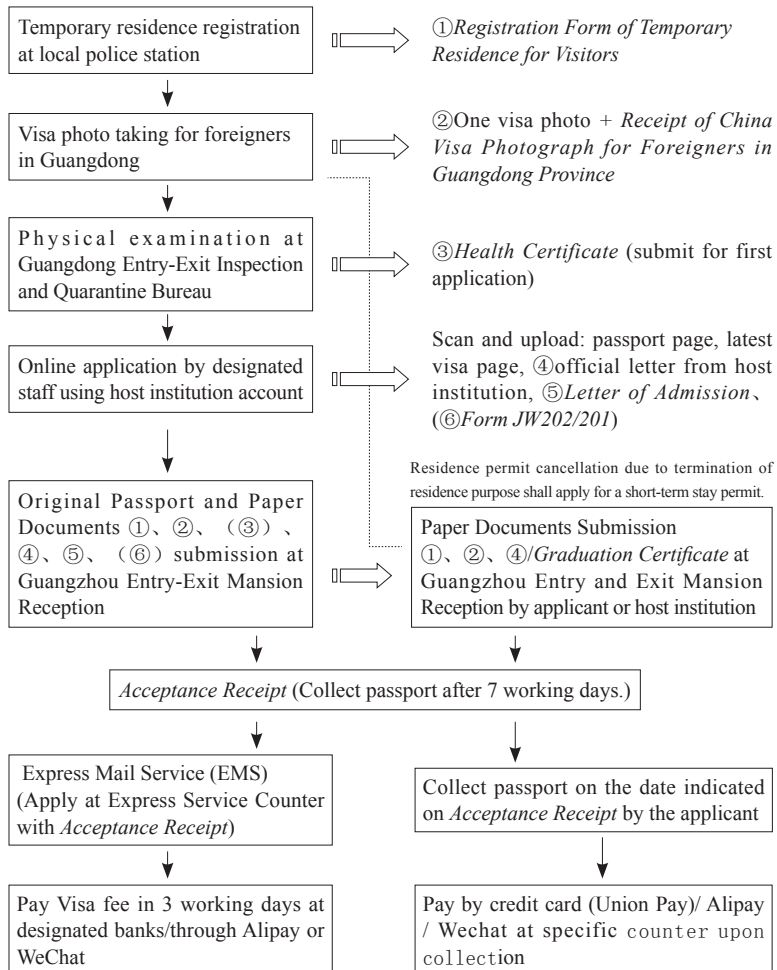 Temporary residence registration
at local police station
①Registration Form of Temporary
Residence for Visitors
Visa photo taking for foreigners
in Guangdong
②One visa photo + Receipt of China
Visa Photograph for Foreigners in
Guangdong Province
Physical examination at
Guangdong Entry-Exit Inspection
and Quarantine Bureau
③Health Certificate (submit for first
application)
Online application by designated
staff using host institution account
Scan and upload: passport page, latest
visa page, ④official letter from host
institution, ⑤Letter of Admission、
(⑥Form JW202/201)
Residence permit cancellation due to termination of
residence purpose shall apply for a short-term stay permit.
Original Passport and Paper
Documents ①、②、（③）、
④、⑤、（⑥）submission at
Guangzhou Entry-Exit Mansion
Reception
Paper Documents Submission
①、②、④/Graduation Certificate at
Guangzhou Entry and Exit Mansion
Reception by applicant or host institution
Acceptance Receipt (Collect passport after 7 working days.)
Express Mail Service (EMS)
(Apply at Express Service Counter
with Acceptance Receipt)
Collect passport on the date indicated
on Acceptance Receipt by the applicant
Pay Visa fee in 3 working days at
designated banks/through Alipay or
WeChat
Pay by credit card (Union Pay)/ Alipay
/ Wechat at specific counter upon
collection